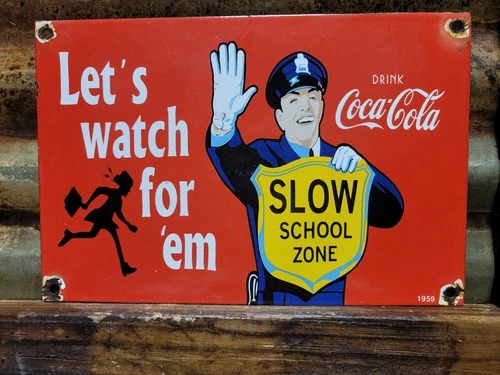 Let's
watch
for
'em
DRINK
Coca-Cola
SLOW
SCHOOL
ZONE
1959